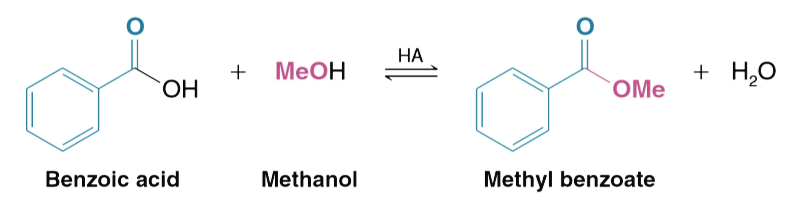 O
OH
+
MeOH
HA
O
OMe
+
H₂O
Benzoic acid
Methanol
Methyl benzoate